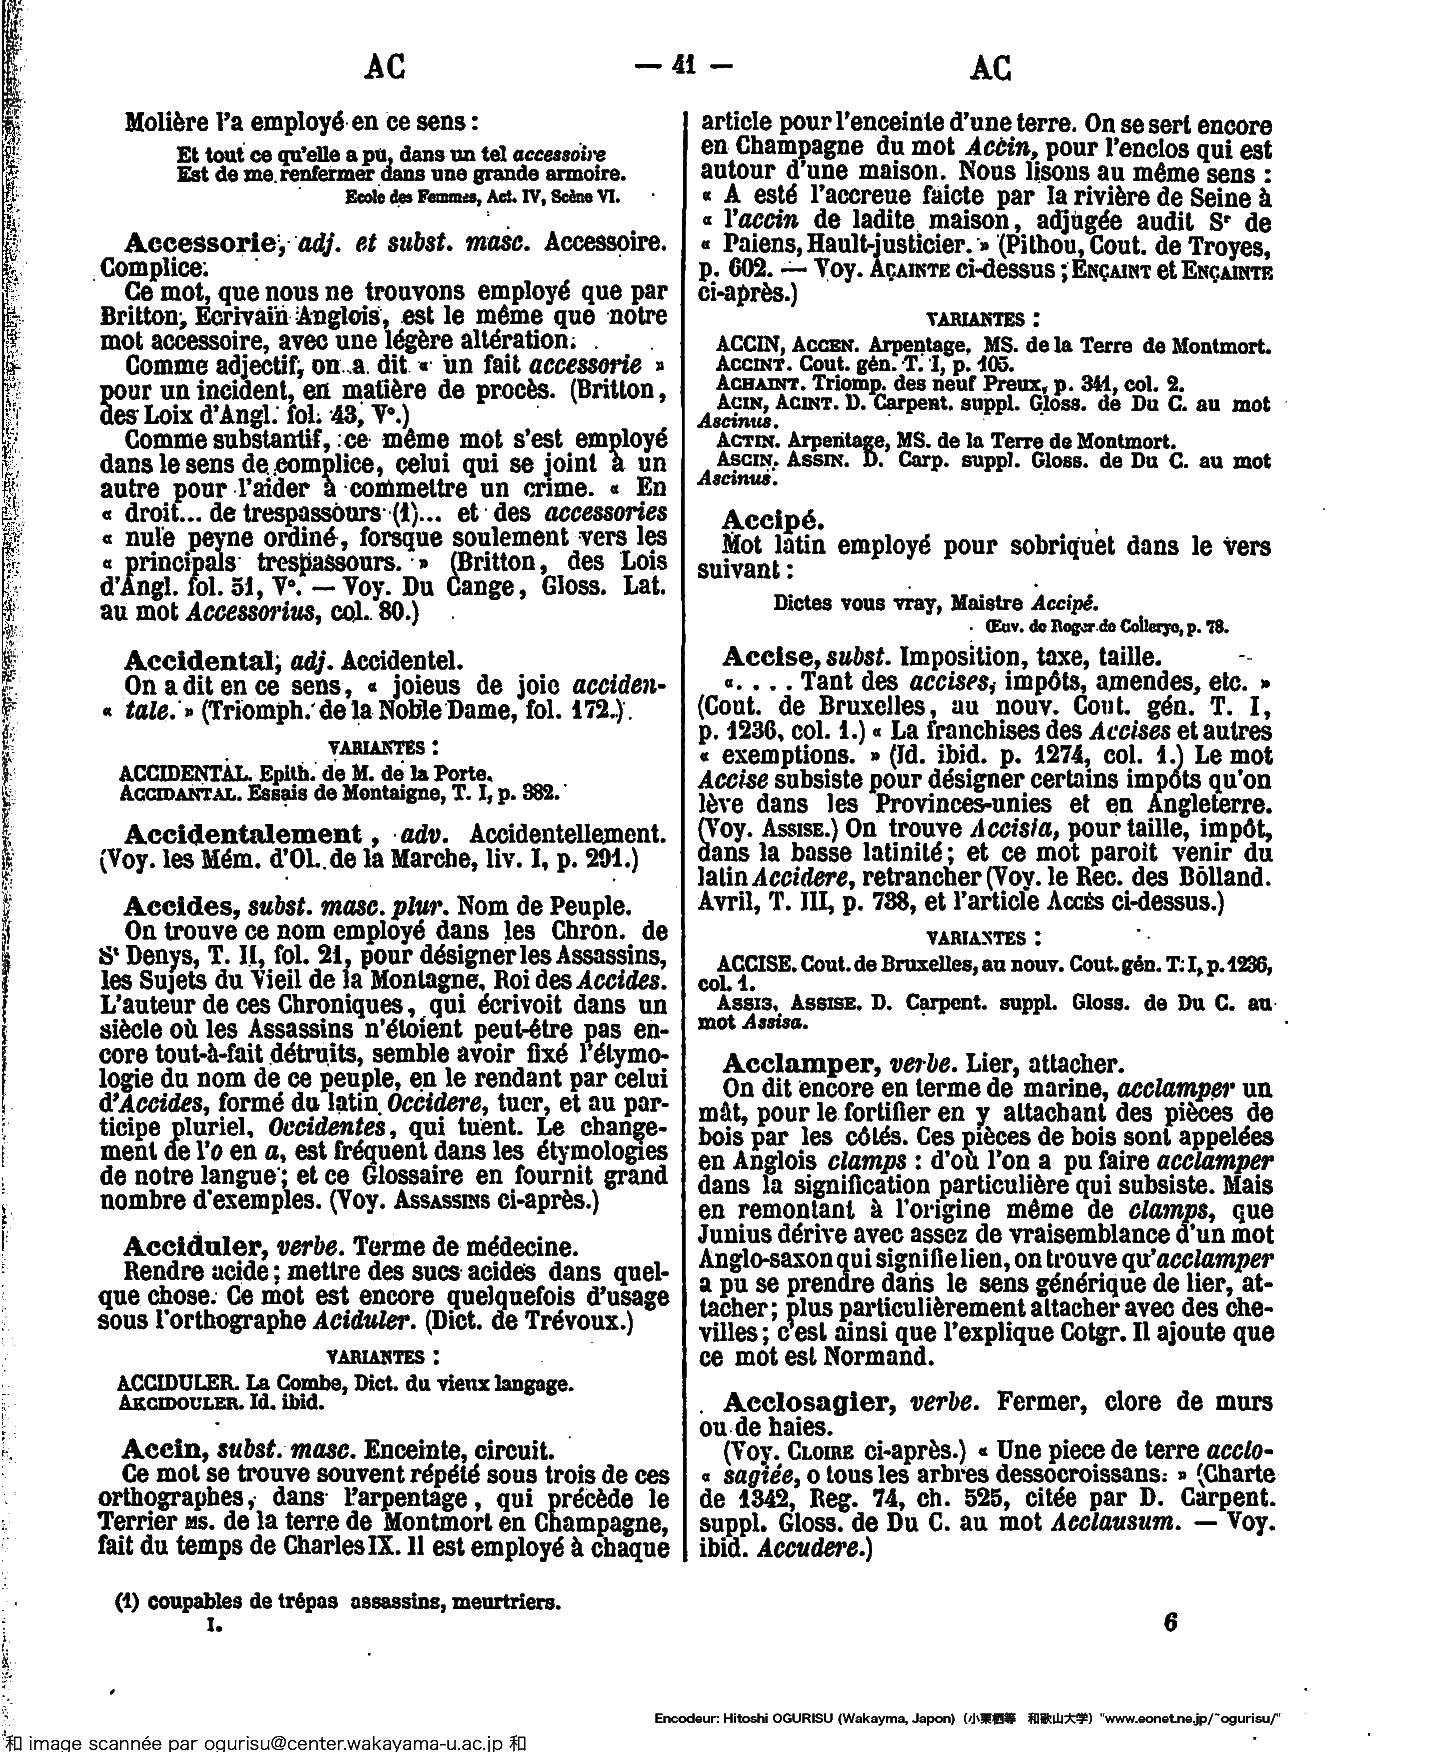 AC — 41 — AC
Molière l'a employé en ce sens :
Et tout ce qu'elle a pu, dans un tel accessoire
Est de me renfermer dans une grande armoire.
Ecole des Femmes, Act. IV, Scène VI.
Accessorie, adj. et subst. masc. Accessoire.
Complice.
Ce mot, que nous ne trouvons employé que par
Britton, Ecrivain Anglois, est le même que notre
mot accessoire, avec une légère altération.
Comme adjectif, on a dit « un fait accessorie »
pour un incident, en matière de procès. (Britton,
des Loix d'Angl. fol. 43, V°.)
Comme substantif, ce même mot s'est employé
dans le sens de complice, celui qui se joint à un
autre pour l'aider à commettre un crime. « En
« droit... de trespassours (1)... et des accessories
« nule peyne ordiné, forsque soulement vers les
« principals trespassours. » (Britton, des Lois
d'Angl. fol. 51, V°. — Voy. Du Cange, Gloss. Lat.
au mot Accessorius, col. 80.)
Accidental, adj. Accidentel.
On a dit en ce sens, « joieus de joie acciden-
« tale. » (Triomph. de la Noble Dame, fol. 172.)
VARIANTES :
ACCIDENTAL. Epith. de M. de la Porte.
ACCIDANTAL. Essais de Montaigne, T. I, p. 382.
Accidentalement, adv. Accidentellement.
(Voy. les Mém. d'Ol. de la Marche, liv. I, p. 291.)
Accides, subst. masc. plur. Nom de Peuple.
On trouve ce nom employé dans les Chron. de
St Denys, T. II, fol. 21, pour désigner les Assassins,
les Sujets du Vieil de la Montagne, Roi des Accides.
L'auteur de ces Chroniques, qui écrivoit dans un
siècle où les Assassins n'étoient peut-être pas en-
core tout-à-fait détruits, semble avoir fixé l'étymo-
logie du nom de ce peuple, en le rendant par celui
d'Accides, formé du latin Occidere, tuer, et au par-
ticipe pluriel, Occidentes, qui tuent. Le change-
ment de l'o en a, est fréquent dans les étymologies
de notre langue ; et ce Glossaire en fournit grand
nombre d'exemples. (Voy. ASSASSINS ci-après.)
Acciduler, verbe. Terme de médecine.
Rendre acide ; mettre des sucs acides dans quel-
que chose. Ce mot est encore quelquefois d'usage
sous l'orthographe Aciduler. (Dict. de Trévoux.)
VARIANTES :
ACCIDULER. La Combe, Dict. du vieux langage.
AKCIDOULER. Id. ibid.
Accin, subst. masc. Enceinte, circuit.
Ce mot se trouve souvent répété sous trois de ces
orthographes, dans l'arpentage, qui précède le
Terrier MS. de la terre de Montmort en Champagne,
fait du temps de Charles IX. Il est employé à chaque
article pour l'enceinte d'une terre. On se sert encore
en Champagne du mot Accin, pour l'enclos qui est
autour d'une maison. Nous lisons au même sens :
« A esté l'accreue faicte par la rivière de Seine à
« l'accin de ladite maison, adjugée audit Sr de
« Paiens, Hault-justicier. » (Pithou, Cout. de Troyes,
p. 602. — Voy. AÇAINTE ci-dessus ; ENÇAINT et ENÇAINTE
ci-après.)
VARIANTES :
ACCIN, ACCEN. Arpentage, MS. de la Terre de Montmort.
ACCINT. Cout. gén. T. I, p. 105.
ACHAINT. Triomp. des neuf Preux, p. 341, col. 2.
ACIN, ACINT. D. Carpent. suppl. Gloss. de Du C. au mot
Ascinus.
ACTIN. Arpentage, MS. de la Terre de Montmort.
ASCIN, ASSIN. D. Carp. suppl. Gloss. de Du C. au mot
Ascinus.
Accipé.
Mot latin employé pour sobriquet dans le vers
suivant :
Dictes vous vray, Maistre Accipé.
Œuv. de Roger de Collerye, p. 78.
Accise, subst. Imposition, taxe, taille.
«. . . . Tant des accises, impôts, amendes, etc. »
(Cout. de Bruxelles, au nouv. Cout. gén. T. I,
p. 1236, col. 1.) « La franchises des Accises et autres
« exemptions. » (Id. ibid. p. 1274, col. 1.) Le mot
Accise subsiste pour désigner certains impôts qu'on
lève dans les Provinces-unies et en Angleterre.
(Voy. ASSISE.) On trouve Accisia, pour taille, impôt,
dans la basse latinité ; et ce mot paroit venir du
latin Accidere, retrancher (Voy. le Rec. des Bolland.
Avril, T. III, p. 738, et l'article ACCÈS ci-dessus.)
VARIANTES :
ACCISE. Cout. de Bruxelles, au nouv. Cout. gén. T. I, p. 1236,
col. 1.
ASSIS, ASSISE. D. Carpent. suppl. Gloss. de Du C. au
mot Assisa.
Acclamper, verbe. Lier, attacher.
On dit encore en terme de marine, acclamper un
mât, pour le fortifier en y attachant des pièces de
bois par les côtés. Ces pièces de bois sont appelées
en Anglois clamps : d'où l'on a pu faire acclamper
dans la signification particulière qui subsiste. Mais
en remontant à l'origine même de clamps, que
Junius dérive avec assez de vraisemblance d'un mot
Anglo-saxon qui signifie lien, on trouve qu'acclamper
a pu se prendre dans le sens générique de lier, at-
tacher ; plus particulièrement attacher avec des che-
villes ; c'est ainsi que l'explique Cotgr. Il ajoute que
ce mot est Normand.
Acclosagier, verbe. Fermer, clore de murs
ou de haies.
(Voy. CLOIRE ci-après.) « Une piece de terre acclo-
« sagiée, o tous les arbres dessocroissans. » (Charte
de 1342, Reg. 74, ch. 525, citée par D. Carpent.
suppl. Gloss. de Du C. au mot Acclausum. — Voy.
ibid. Accudere.)
(1) coupables de trépas assassins, meurtriers.
I. 6
Encodeur: Hitoshi OGURISU (Wakayma, Japon) (小栗栖等 和歌山大学) "www.eonet.ne.jp/~ogurisu/"
和 image scannée par ogurisu@center.wakayama-u.ac.jp 和